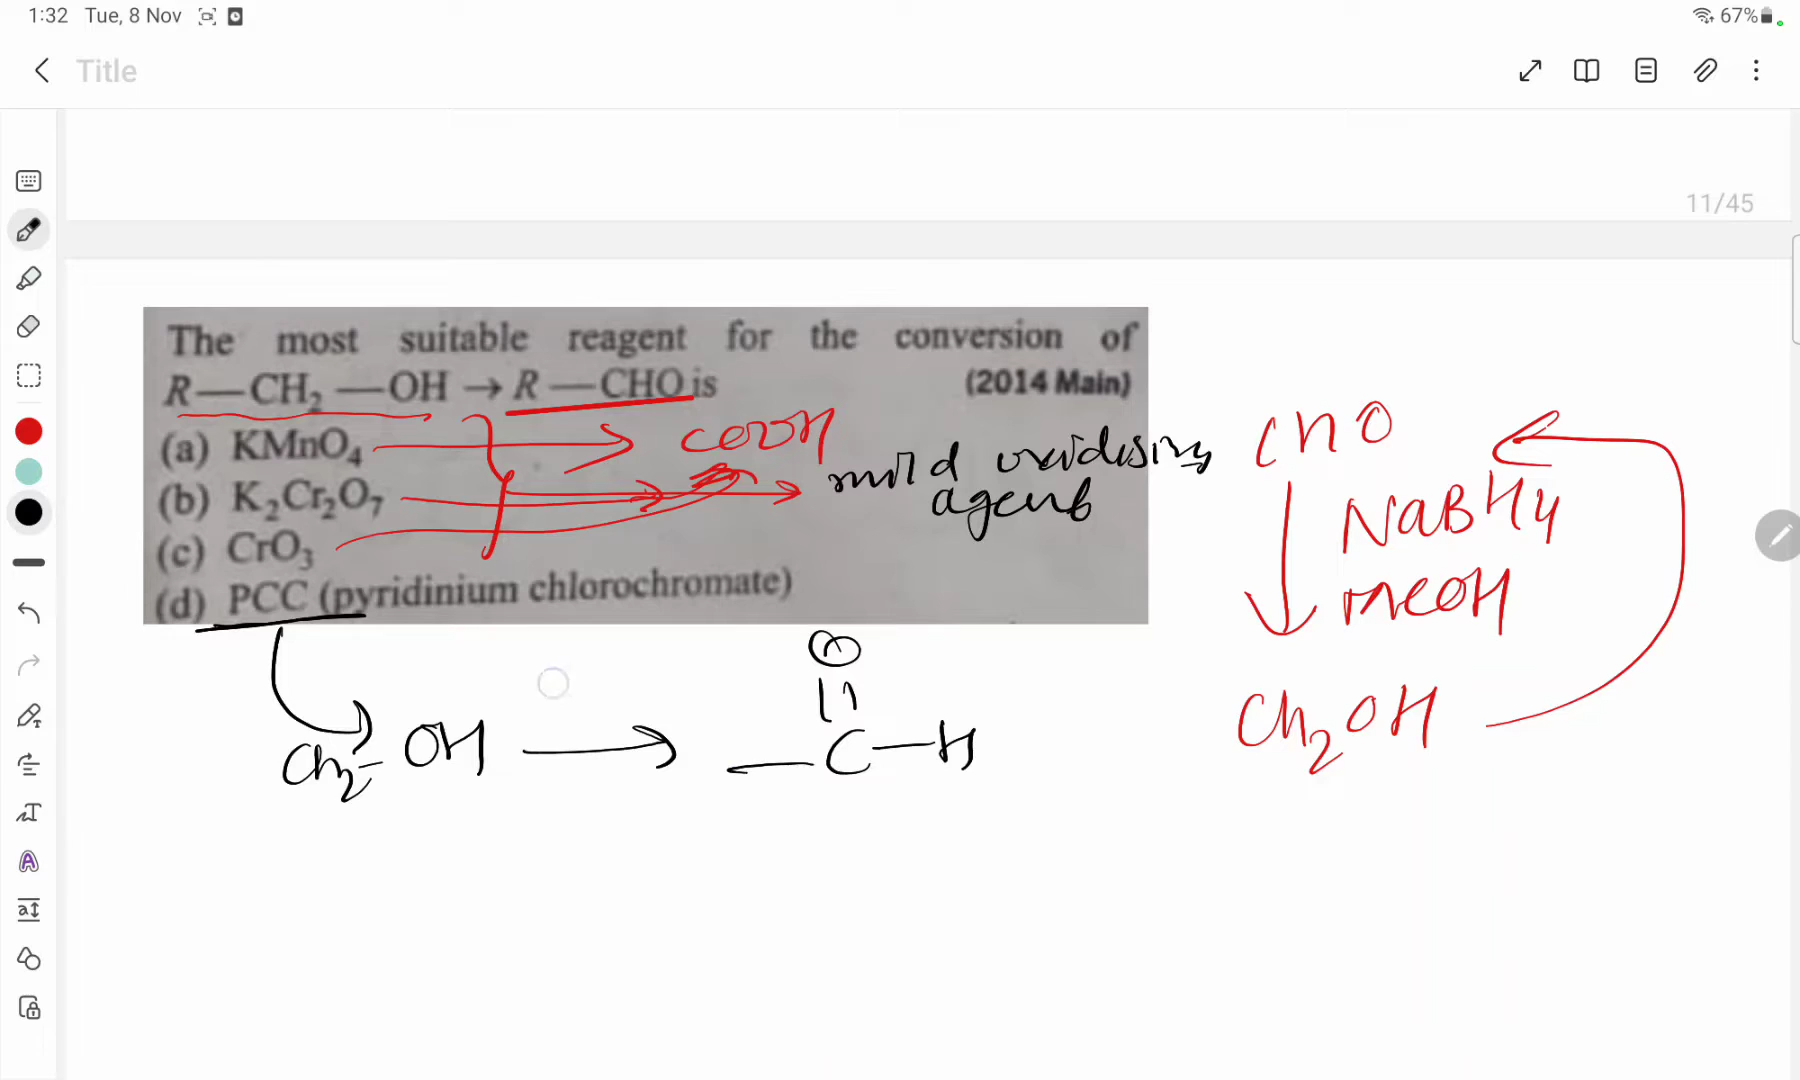 1:32 Tue, 8 Nov 67%
Title
11/45
The most suitable reagent for the conversion of
R—CH₂—OH → R—CHO is (2014 Main)
(a) KMnO₄
(b) K₂Cr₂O₇
(c) CrO₃
(d) PCC (pyridinium chlorochromate)
COOH
mild oxidising
agent
CH₂-OH → —C—H
O
CHO
NaBH4
MeOH
CH₂OH